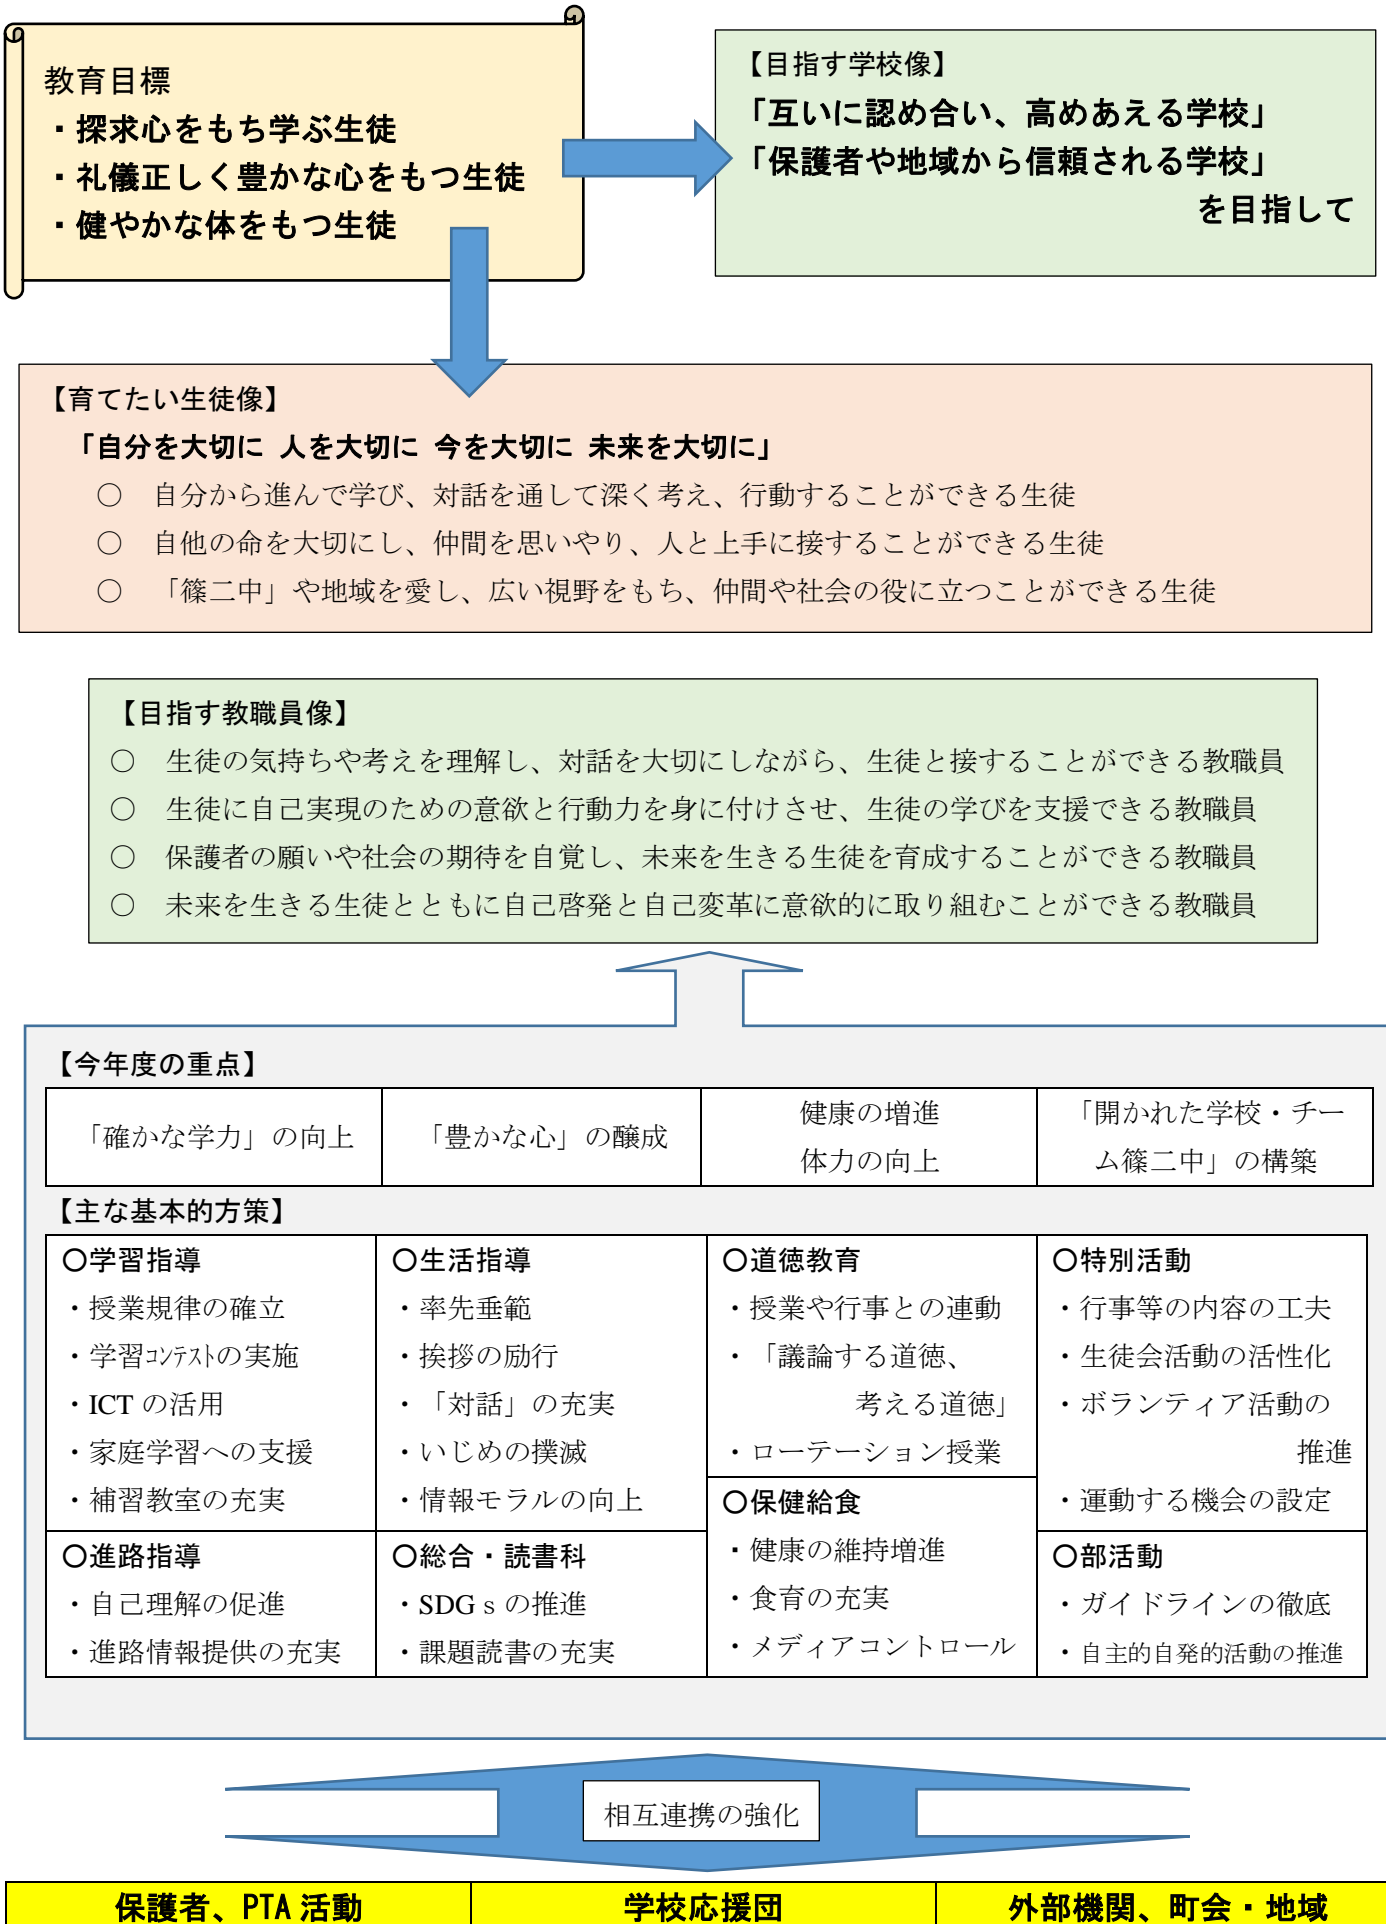 教育目標
・探求心をもち学ぶ生徒
・礼儀正しく豊かな心をもつ生徒
・健やかな体をもつ生徒
【目指す学校像】
「互いに認め合い、高めあえる学校」
「保護者や地域から信頼される学校」
を目指して
【育てたい生徒像】
「自分を大切に 人を大切に 今を大切に 未来を大切に」
○ 自分から進んで学び、対話を通して深く考え、行動することができる生徒
○ 自他の命を大切にし、仲間を思いやり、人と上手に接することができる生徒
○ 「篠二中」や地域を愛し、広い視野をもち、仲間や社会の役に立つことができる生徒
【目指す教職員像】
○ 生徒の気持ちや考えを理解し、対話を大切にしながら、生徒と接することができる教職員
○ 生徒に自己実現のための意欲と行動力を身に付けさせ、生徒の学びを支援できる教職員
○ 保護者の願いや社会の期待を自覚し、未来を生きる生徒を育成することができる教職員
○ 未来を生きる生徒とともに自己啓発と自己変革に意欲的に取り組むことができる教職員
【今年度の重点】
「確かな学力」の向上
「豊かな心」の醸成
健康の増進
体力の向上
「開かれた学校・チー
ム篠二中」の構築
【主な基本的方策】
〇学習指導
・授業規律の確立
・学習ｺﾝﾃｽﾄの実施
・ICT の活用
・家庭学習への支援
・補習教室の充実
〇進路指導
・自己理解の促進
・進路情報提供の充実
〇生活指導
・率先垂範
・挨拶の励行
・「対話」の充実
・いじめの撲滅
・情報モラルの向上
〇総合・読書科
・SDGｓの推進
・課題読書の充実
〇道徳教育
・授業や行事との連動
・「議論する道徳、
考える道徳」
・ローテーション授業
〇保健給食
・健康の維持増進
・食育の充実
・メディアコントロール
〇特別活動
・行事等の内容の工夫
・生徒会活動の活性化
・ボランティア活動の
推進
・運動する機会の設定
〇部活動
・ガイドラインの徹底
・自主的自発的活動の推進
相互連携の強化
保護者、PTA 活動
学校応援団
外部機関、町会・地域